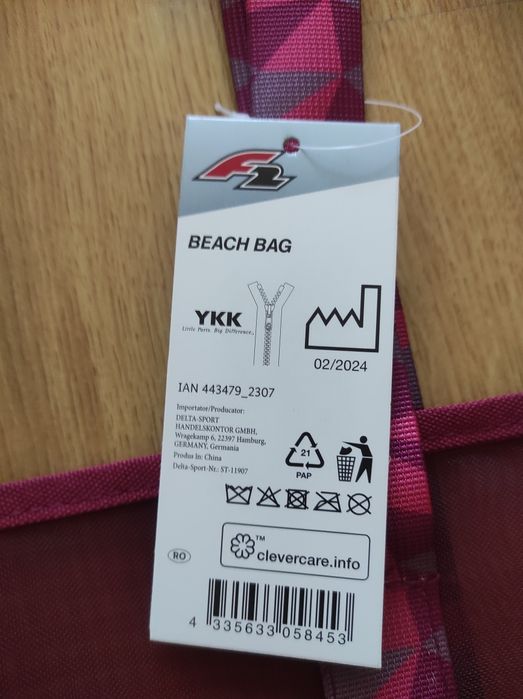 F2
BEACH BAG
YKK
Little Parts. Big Difference.
02/2024
IAN 443479_2307
Importator/Producator:
DELTA-SPORT
HANDELSKONTOR GMBH,
Wragekamp 6, 22397 Hamburg,
GERMANY, Germania
Produs în: China
Delta-Sport-Nr.: ST-11907
21
PAP
TM
clevercare.info
RO
4 335633 058453